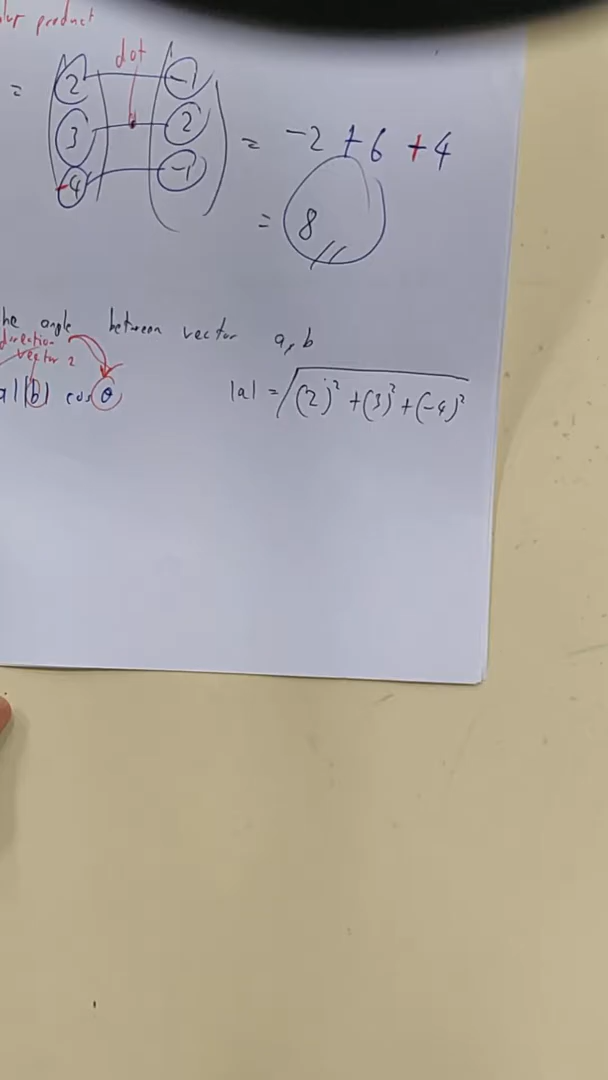 product
dot
= (2 3 -4) (-1 2 -1) = -2 + 6 + 4
= 8
he angle between vector a, b
direction
vector 2
a||b| cos θ
|a| = √(2)² + (3)² + (-4)²